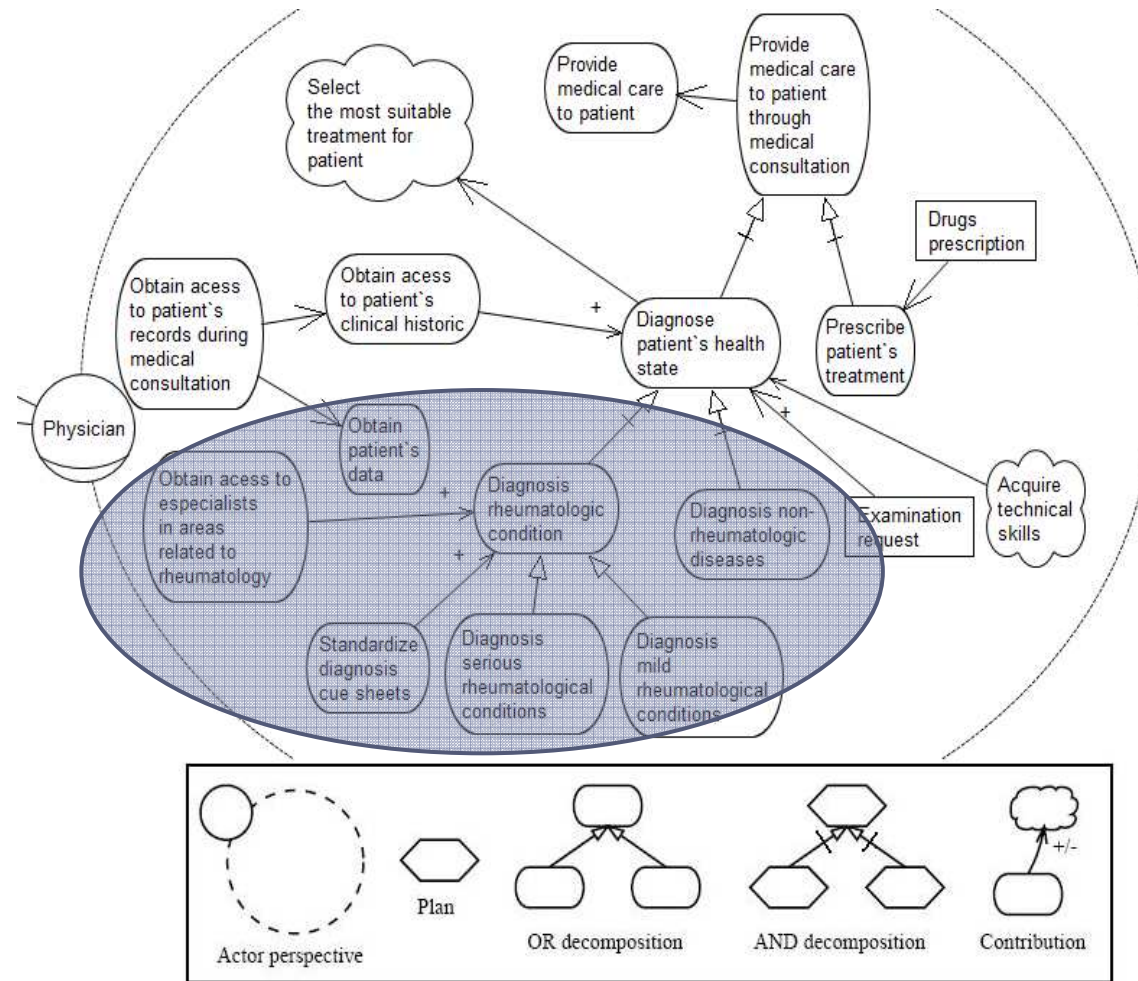 Provide
medical care
to patient
through
medical
consultation
Provide
medical care
to patient
Select
the most suitable
treatment for
patient
Drugs
prescription
Obtain acess
to patient`s
records during
medical
consultation
Obtain acess
to patient`s
clinical historic
+
Diagnose
patient`s health
state
Prescribe
patient`s
treatment
Physician
Obtain
patient`s
data
+
Obtain acess to
especialists
in areas
related to
rheumatology
+
Diagnosis
rheumatologic
condition
+
Diagnosis non-
rheumatologic
diseases
Examination
request
Acquire
technical
skills
Standardize
diagnosis
cue sheets
Diagnosis
serious
rheumatological
conditions
Diagnosis
mild
rheumatological
conditions
Actor perspective
Plan
OR decomposition
AND decomposition
+/-
Contribution